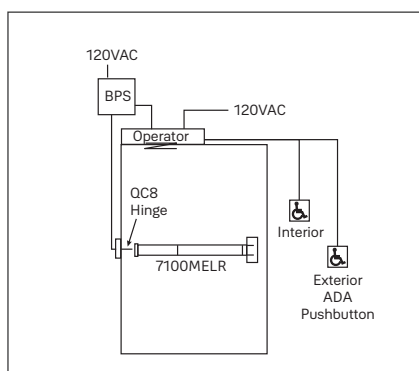 120VAC
BPS
120VAC
Operator
QC8
Hinge
7100MELR
Interior
Exterior
ADA
Pushbutton